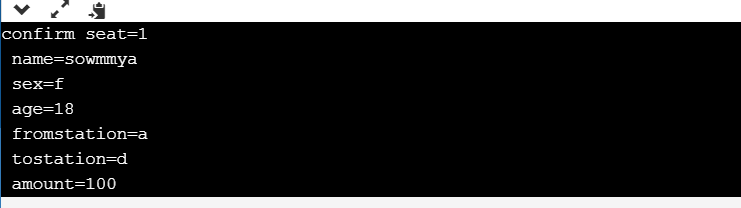 confirm seat=1
name=sowmmya
sex=f
age=18
fromstation=a
tostation=d
amount=100